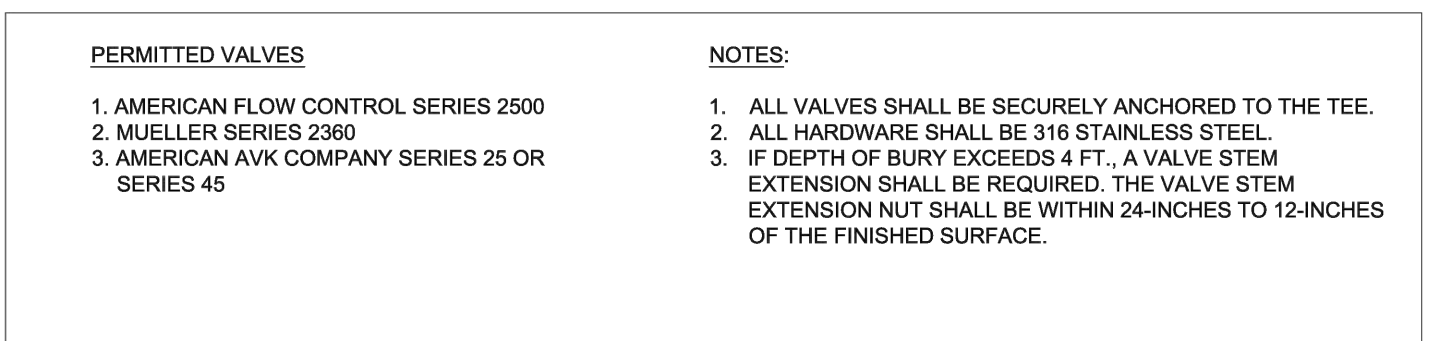 PERMITTED VALVES
1. AMERICAN FLOW CONTROL SERIES 2500
2. MUELLER SERIES 2360
3. AMERICAN AVK COMPANY SERIES 25 OR
SERIES 45
NOTES:
1. ALL VALVES SHALL BE SECURELY ANCHORED TO THE TEE.
2. ALL HARDWARE SHALL BE 316 STAINLESS STEEL.
3. IF DEPTH OF BURY EXCEEDS 4 FT., A VALVE STEM
EXTENSION SHALL BE REQUIRED. THE VALVE STEM
EXTENSION NUT SHALL BE WITHIN 24-INCHES TO 12-INCHES
OF THE FINISHED SURFACE.